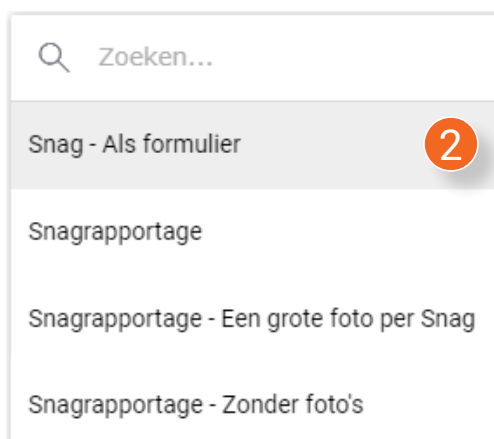 Zoeken...
Snag - Als formulier
2
Snagrapportage
Snagrapportage - Een grote foto per Snag
Snagrapportage - Zonder foto's